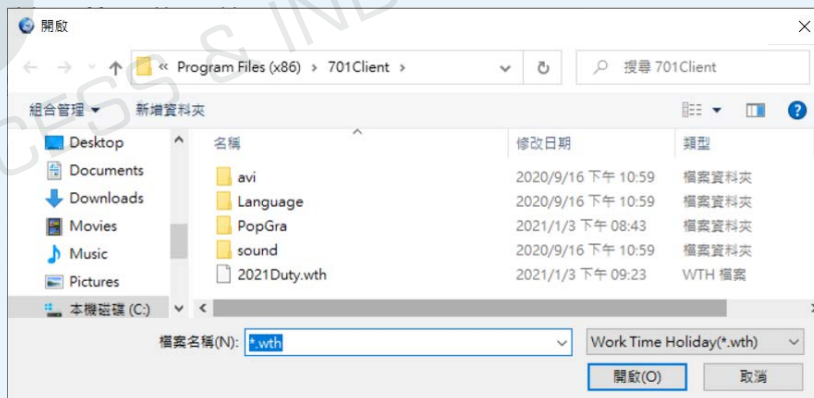 開啟
« Program Files (x86) › 701Client ›
搜尋 701Client
組合管理 新增資料夾
名稱 修改日期 類型
Desktop
Documents
Downloads
Movies
Music
Pictures
本機磁碟 (C:)
avi 2020/9/16 下午 10:59 檔案資料夾
Language 2020/9/16 下午 10:59 檔案資料夾
PopGra 2021/1/3 下午 08:43 檔案資料夾
sound 2020/9/16 下午 10:59 檔案資料夾
2021Duty.wth 2021/1/3 下午 09:23 WTH 檔案
檔案名稱(N): *.wth Work Time Holiday(*.wth)
開啟(O) 取消
CESS & IND